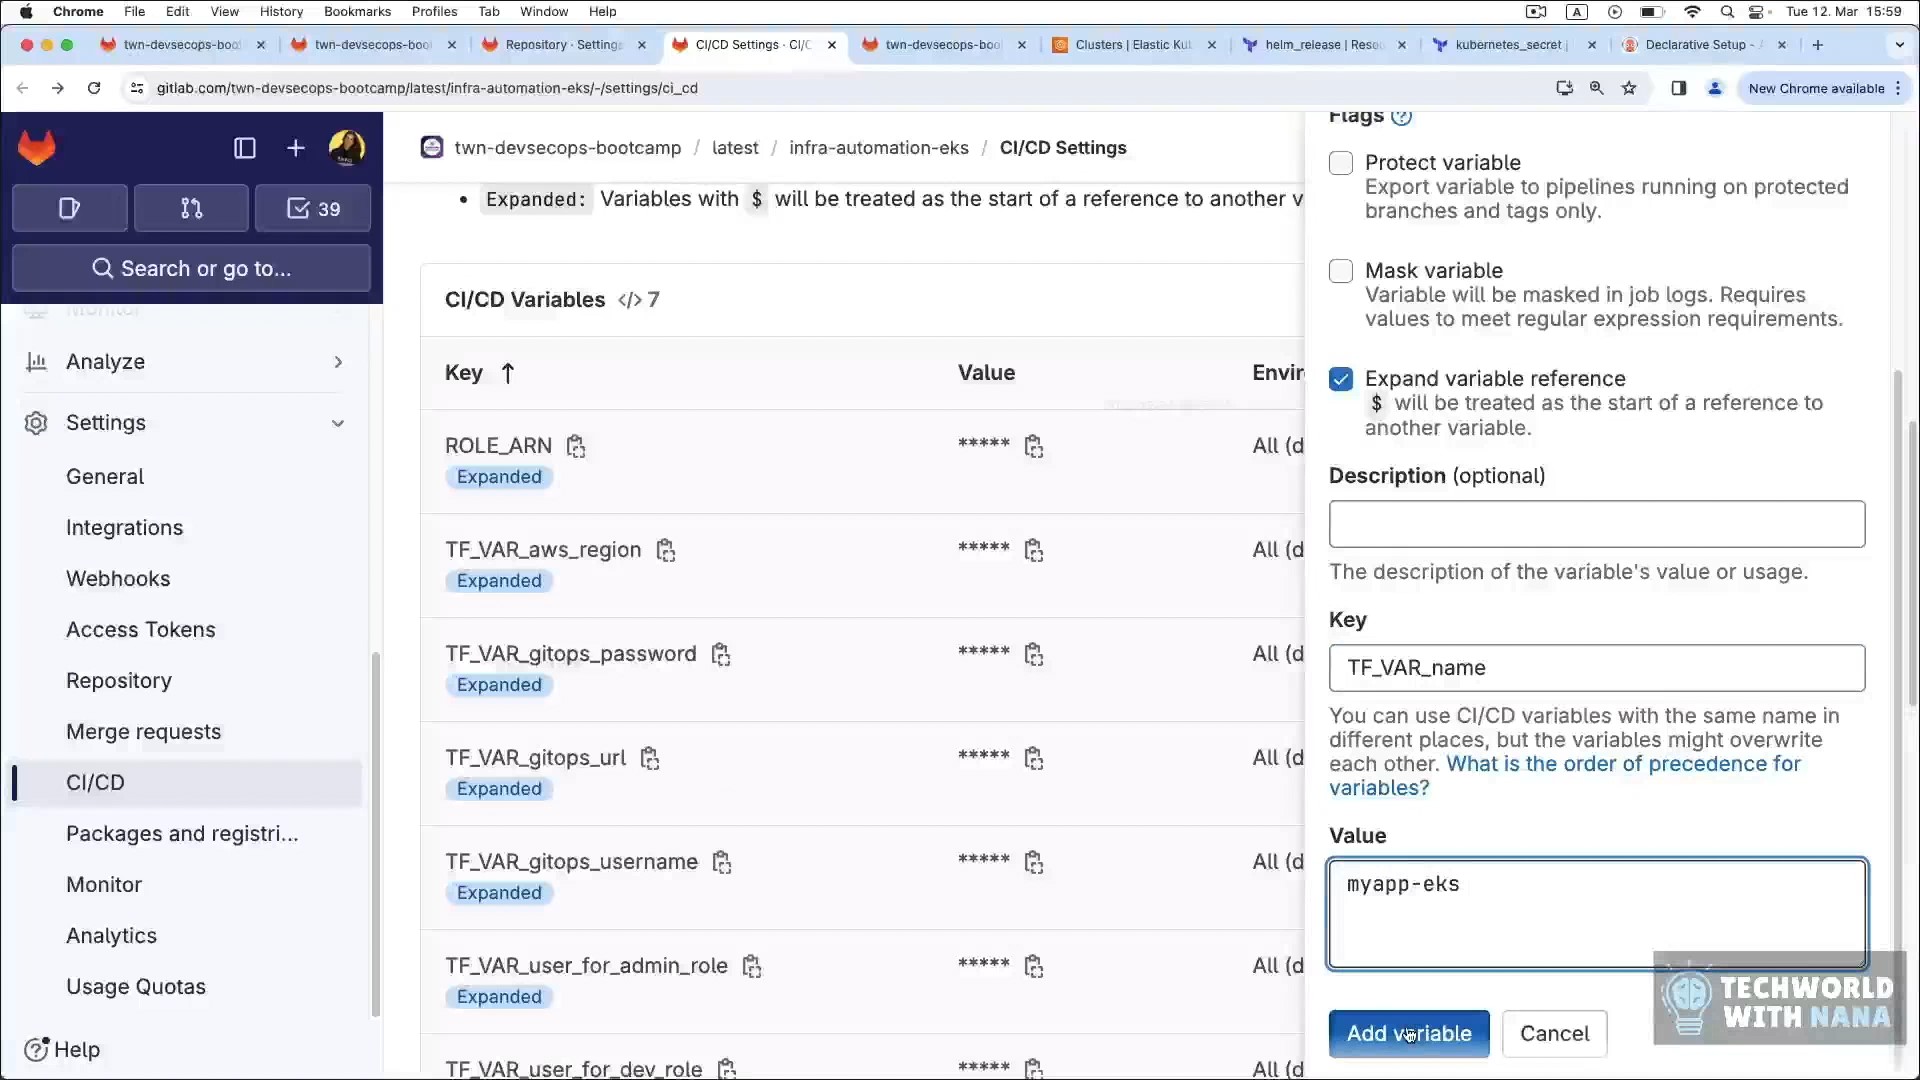 Chrome File Edit View History Bookmarks Profiles Tab Window Help A Tue 12. Mar 15:59
twn-devsecops-boo twn-devsecops-boo Repository · Setting CI/CD Settings · CI/C twn-devsecops-boo Clusters | Elastic Ku helm_release | Reso kubernetes_secret | Declarative Setup -
gitlab.com/twn-devsecops-bootcamp/latest/infra-automation-eks/-/settings/ci_cd New Chrome available
twn-devsecops-bootcamp / latest / infra-automation-eks / CI/CD Settings
39
Search or go to...
Monitor
Analyze
Settings
General
Integrations
Webhooks
Access Tokens
Repository
Merge requests
CI/CD
Packages and registri...
Monitor
Analytics
Usage Quotas
Help
Expanded: Variables with $ will be treated as the start of a reference to another v
CI/CD Variables </> 7
Key ↑ Value Envir
ROLE_ARN ***** All (d
Expanded
TF_VAR_aws_region ***** All (d
Expanded
TF_VAR_gitops_password ***** All (d
Expanded
TF_VAR_gitops_url ***** All (d
Expanded
TF_VAR_gitops_username ***** All (d
Expanded
TF_VAR_user_for_admin_role ***** All (d
Expanded
TF_VAR_user_for_dev_role ***** All (d
Flags
Protect variable
Export variable to pipelines running on protected
branches and tags only.
Mask variable
Variable will be masked in job logs. Requires
values to meet regular expression requirements.
Expand variable reference
$ will be treated as the start of a reference to
another variable.
Description (optional)
The description of the variable's value or usage.
Key
TF_VAR_name
You can use CI/CD variables with the same name in
different places, but the variables might overwrite
each other. What is the order of precedence for
variables?
Value
myapp-eks
Add variable Cancel
TECHWORLD
WITH NANA